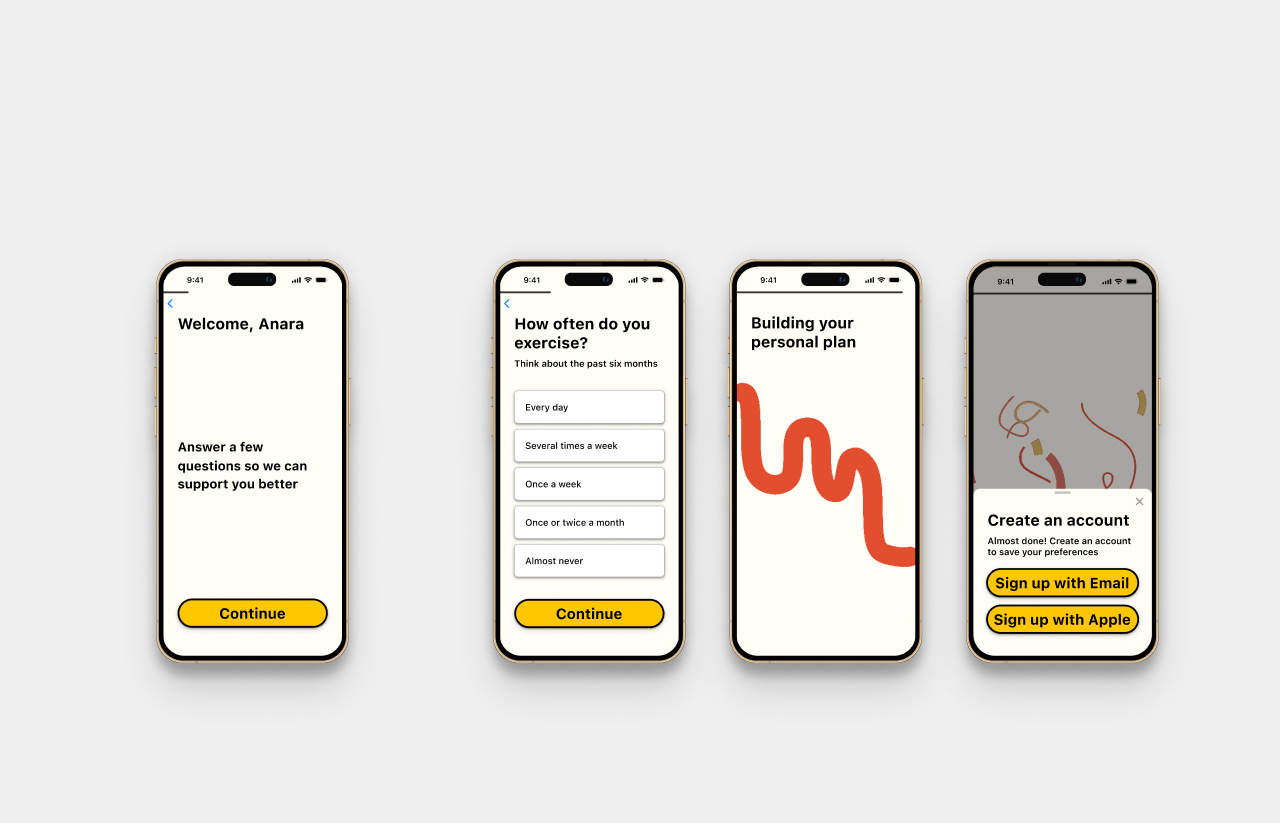 9:41
Welcome, Anara
Answer a few
questions so we can
support you better
Continue
9:41
How often do you
exercise?
Think about the past six months
Every day
Several times a week
Once a week
Once or twice a month
Almost never
Continue
9:41
Building your
personal plan
9:41
Create an account
Almost done! Create an account
to save your preferences
Sign up with Email
Sign up with Apple